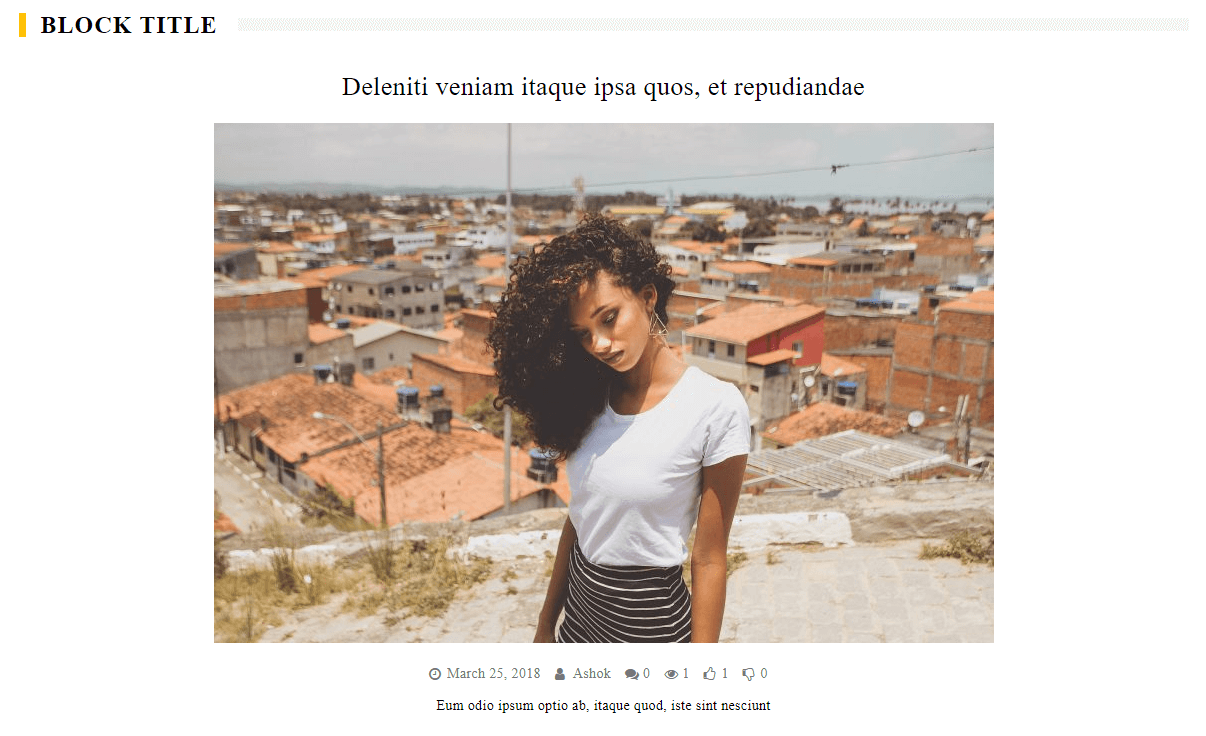 BLOCK TITLE
Deleniti veniam itaque ipsa quos, et repudiandae
March 25, 2018 Ashok 0 1 1 0
Eum odio ipsum optio ab, itaque quod, iste sint nesciunt